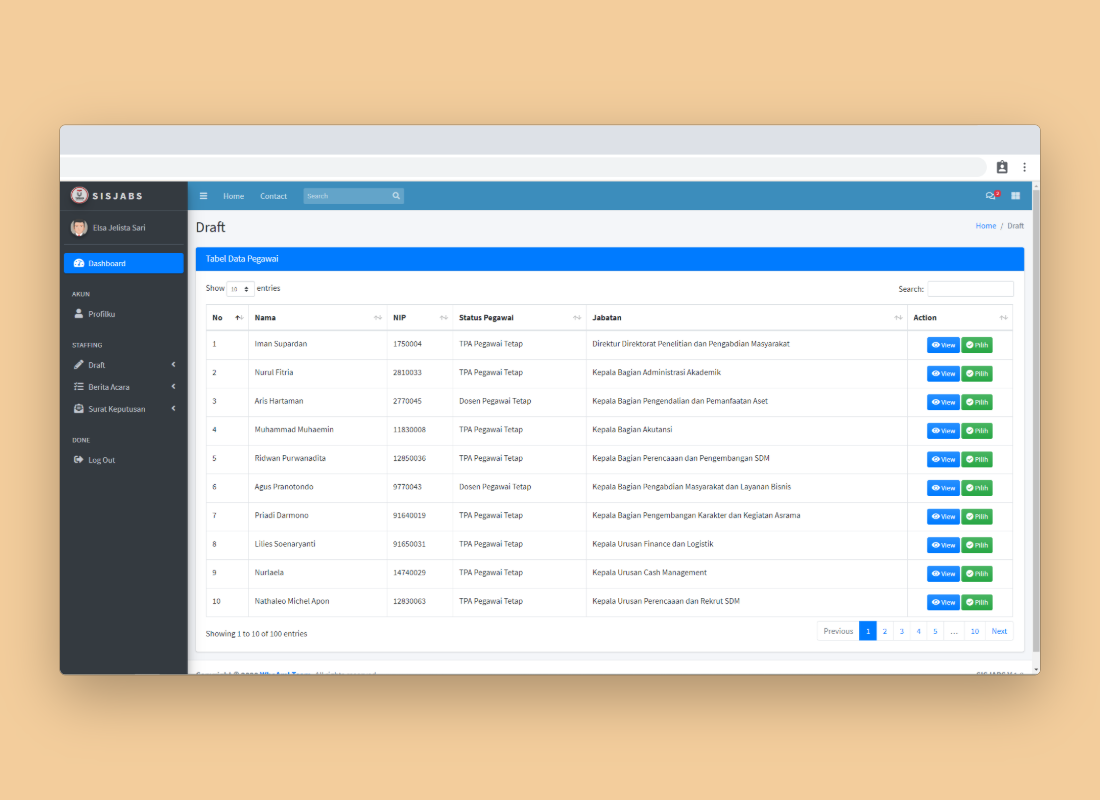 SISJABS
Home Contact Search 3
Elsa Jelista Sari
Draft
Home / Draft
Dashboard
AKUN
Profilku
STAFFING
Draft
Berita Acara
Surat Keputusan
DONE
Log Out
Tabel Data Pegawai
Show 10 entries
Search:
No Nama NIP Status Pegawai Jabatan Action
1 Iman Supardan 1750004 TPA Pegawai Tetap Direktur Direktorat Penelitian dan Pengabdian Masyarakat View Pilih
2 Nurul Fitria 2810033 TPA Pegawai Tetap Kepala Bagian Administrasi Akademik View Pilih
3 Aris Hartaman 2770045 Dosen Pegawai Tetap Kepala Bagian Pengendalian dan Pemanfaatan Aset View Pilih
4 Muhammad Muhaemin 11830008 TPA Pegawai Tetap Kepala Bagian Akutansi View Pilih
5 Ridwan Purwanadita 12850036 TPA Pegawai Tetap Kepala Bagian Perencaaan dan Pengembangan SDM View Pilih
6 Agus Pranotondo 9770043 Dosen Pegawai Tetap Kepala Bagian Pengabdian Masyarakat dan Layanan Bisnis View Pilih
7 Priadi Darmono 91640019 TPA Pegawai Tetap Kepala Bagian Pengembangan Karakter dan Kegiatan Asrama View Pilih
8 Lilies Soenaryanti 91650031 TPA Pegawai Tetap Kepala Urusan Finance dan Logistik View Pilih
9 Nurlaela 14740029 TPA Pegawai Tetap Kepala Urusan Cash Management View Pilih
10 Nathaleo Michel Apon 12830063 TPA Pegawai Tetap Kepala Urusan Perencaaan dan Rekrut SDM View Pilih
Showing 1 to 10 of 100 entries
Previous 1 2 3 4 5 ... 10 Next